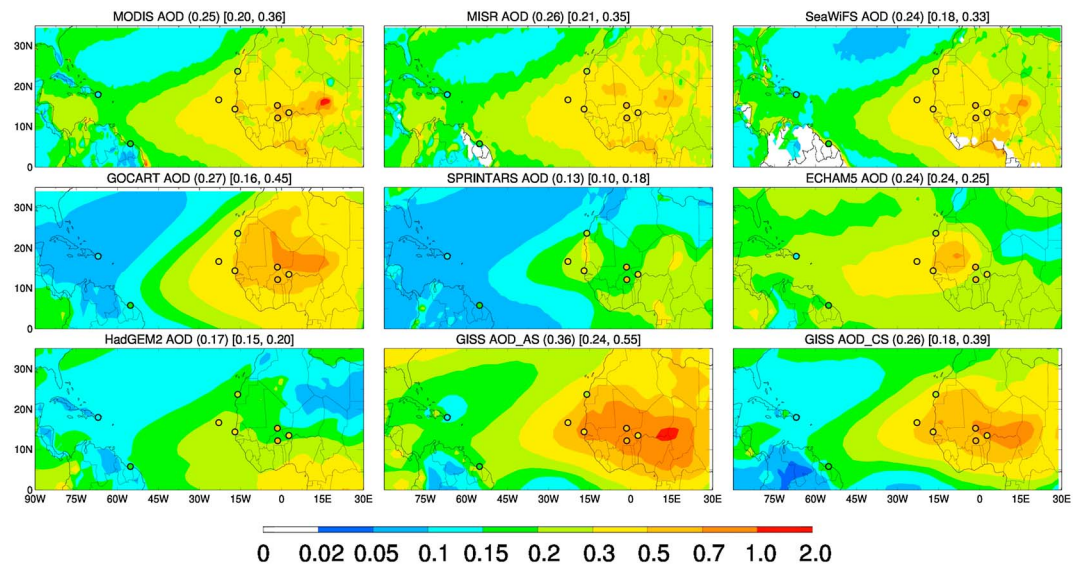 MODIS AOD (0.25) [0.20, 0.36]
MISR AOD (0.26) [0.21, 0.35]
SeaWiFS AOD (0.24) [0.18, 0.33]
30N
20N
10N
0
GOCART AOD (0.27) [0.16, 0.45]
SPRINTARS AOD (0.13) [0.10, 0.18]
ECHAM5 AOD (0.24) [0.24, 0.25]
30N
20N
10N
0
HadGEM2 AOD (0.17) [0.15, 0.20]
GISS AOD_AS (0.36) [0.24, 0.55]
GISS AOD_CS (0.26) [0.18, 0.39]
30N
20N
10N
0
90W 75W 60W 45W 30W 15W 0 15E 30E
75W 60W 45W 30W 15W 0 15E 30E
75W 60W 45W 30W 15W 0 15E 30E
0 0.02 0.05 0.1 0.15 0.2 0.3 0.5 0.7 1.0 2.0